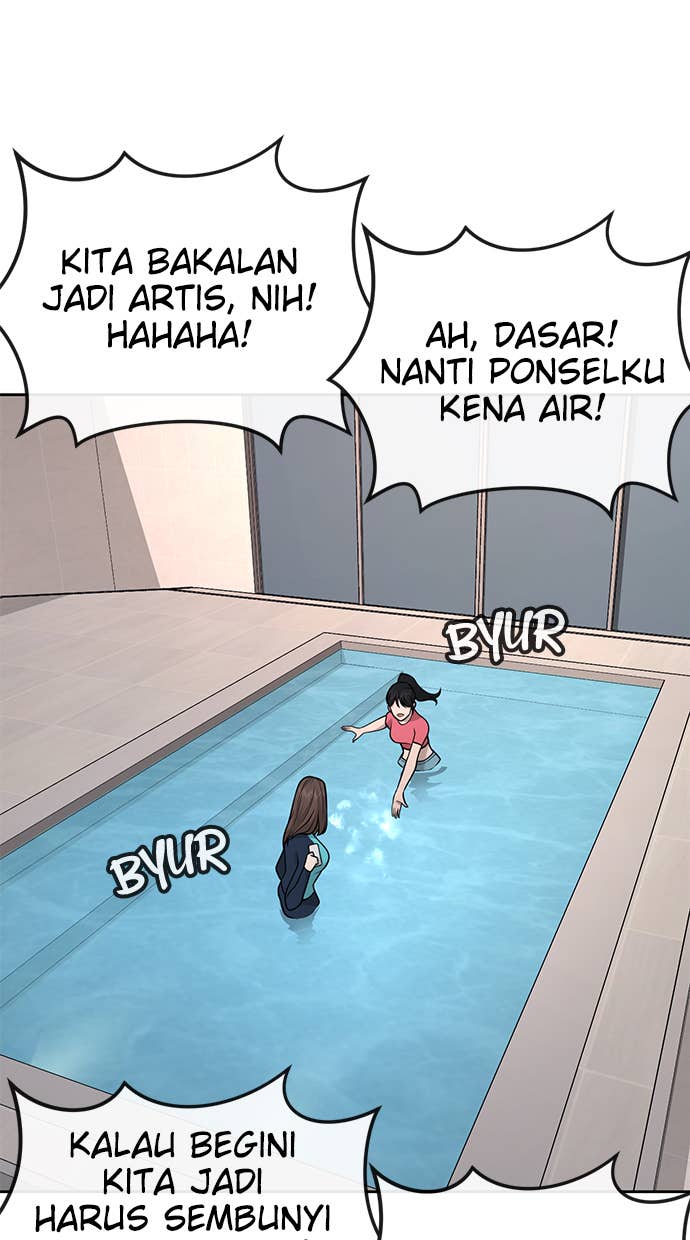 KITA BAKALAN
JADI ARTIS, NIH!
HAHAHA!
AH, DASAR!
NANTI PONSELKU
KENA AIR!
BYUR
BYUR
KALAU BEGINI
KITA JADI
HARUS SEMBUNYI